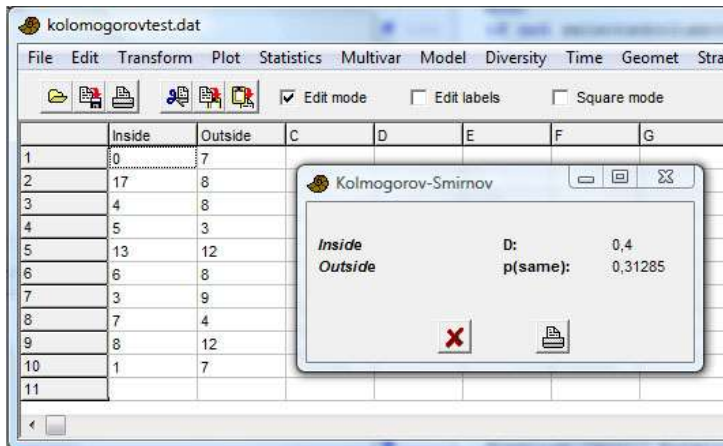 kolomogorovtest.dat
File Edit Transform Plot Statistics Multivar Model Diversity Time Geomet Stra
Edit mode Edit labels Square mode
Inside Outside C D E F G
1 0 7
2 17 8
3 4 8
4 5 3
5 13 12
6 6 8
7 3 9
8 7 4
9 8 12
10 1 7
11
Kolmogorov-Smirnov
Inside D: 0,4
Outside p(same): 0,31285